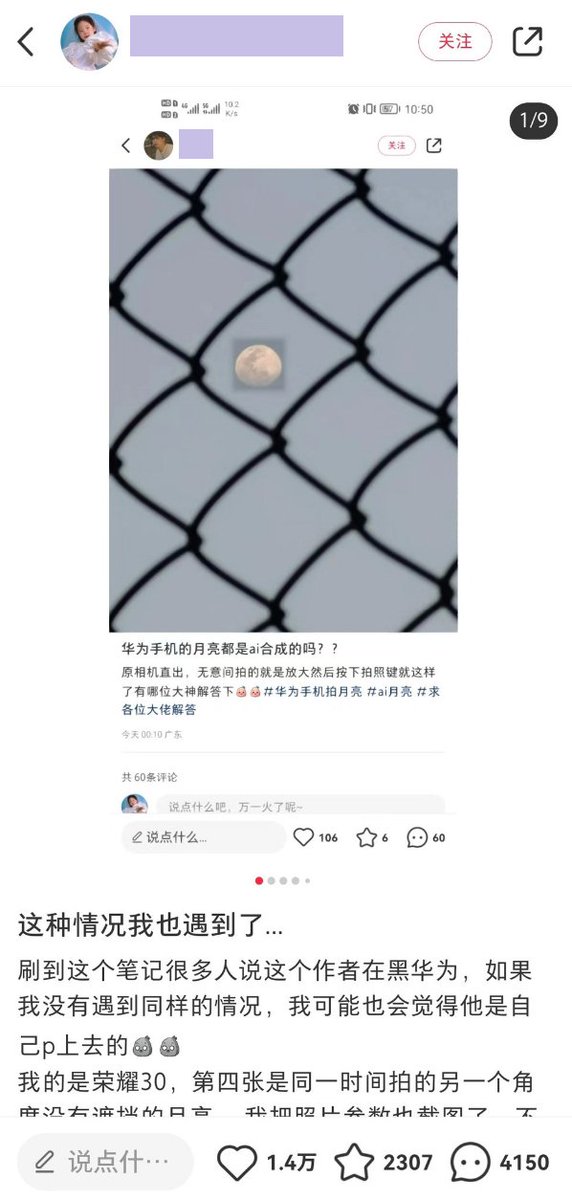 关注
1/9
HD 1 4G 5G 10.2
HD 2 K/s
57
10:50
关注
华为手机的月亮都是ai合成的吗？？
原相机直出，无意间拍的就是放大然后按下拍照键就这样
了有哪位大神解答下#华为手机拍月亮 #ai月亮 #求
各位大佬解答
今天 00:10 广东
共 60条评论
说点什么吧，万一火了呢~
说点什么...
106
6
60
这种情况我也遇到了...
刷到这个笔记很多人说这个作者在黑华为，如果
我没有遇到同样的情况，我可能也会觉得他是自
己p上去的
我的是荣耀30，第四张是同一时间拍的另一个角
度没有遮挡的月亮，我把照片参数也截图了，不
说点什…
1.4万
2307
4150